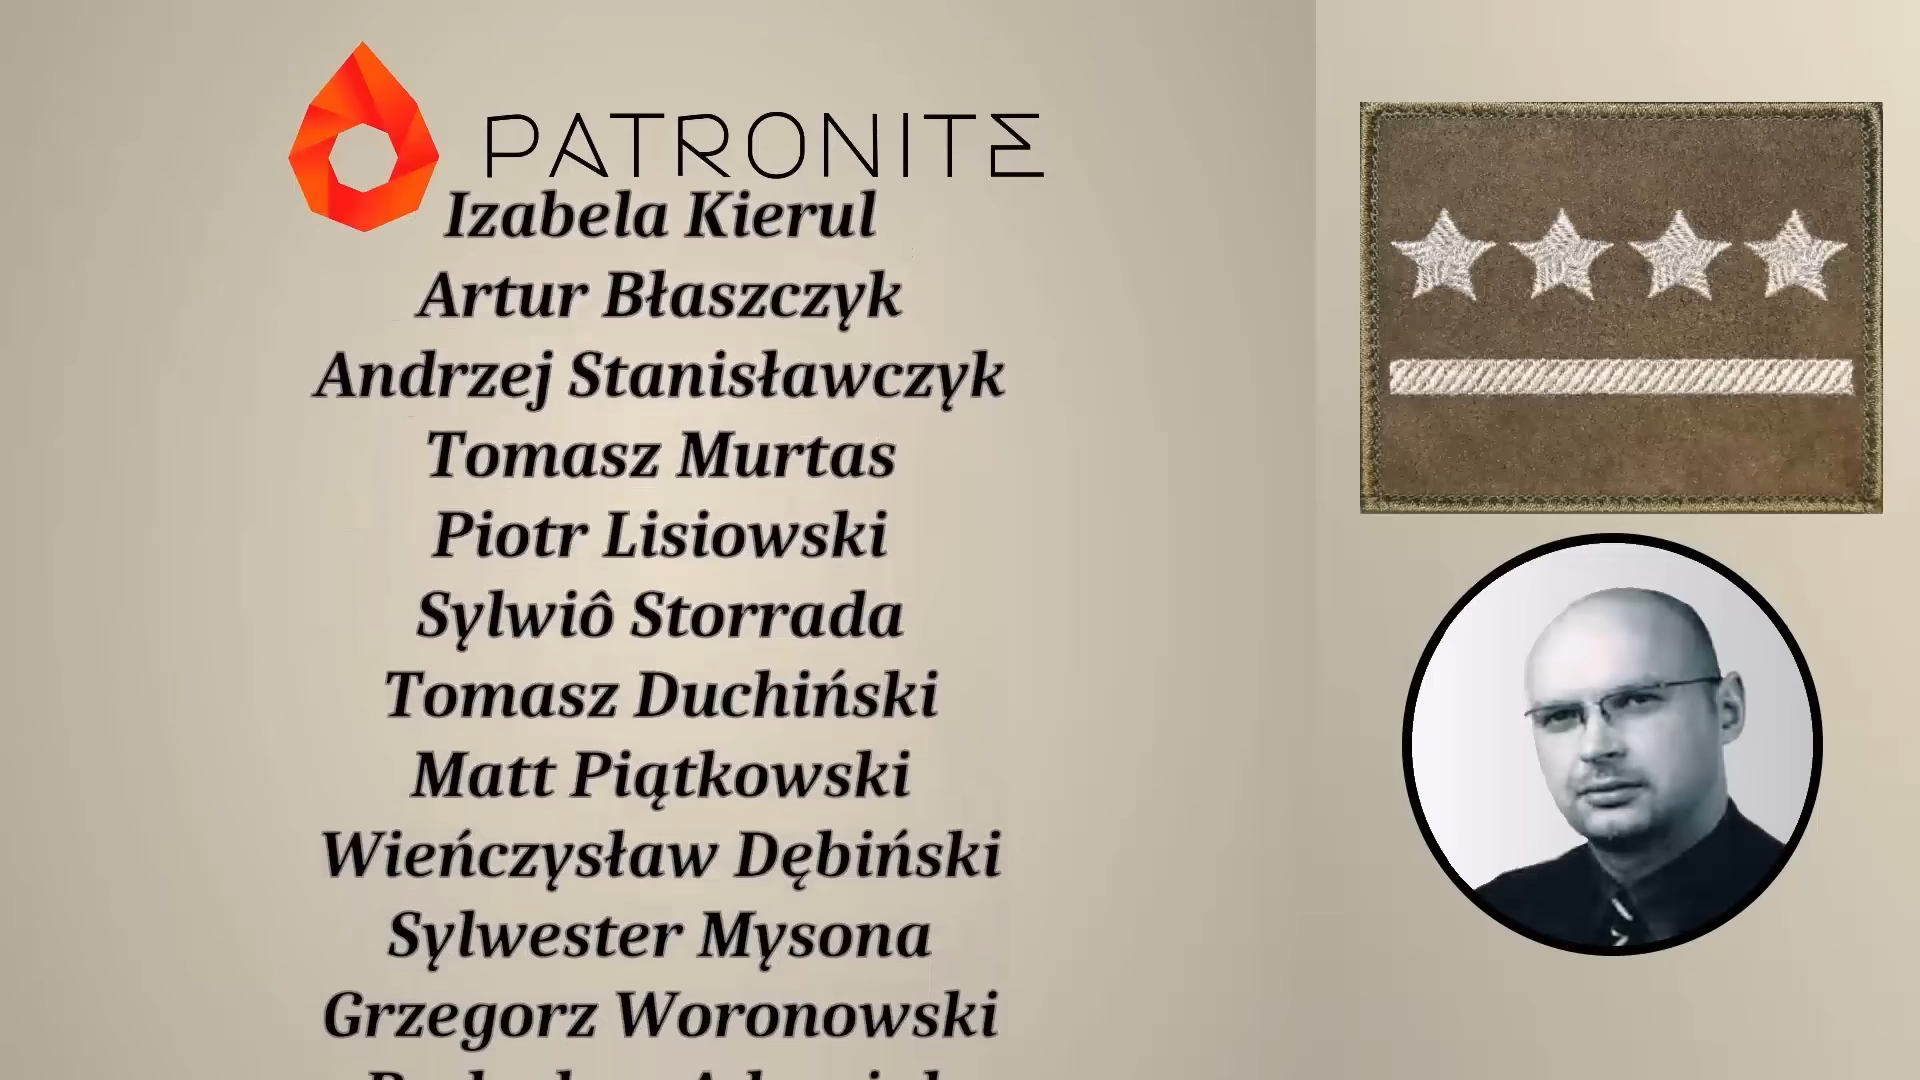 PATRONITE
Izabela Kierul
Artur Błaszczyk
Andrzej Stanisławczyk
Tomasz Murtas
Piotr Lisiowski
Sylwiô Storrada
Tomasz Duchiński
Matt Piątkowski
Wieńczysław Dębiński
Sylwester Mysona
Grzegorz Woronowski